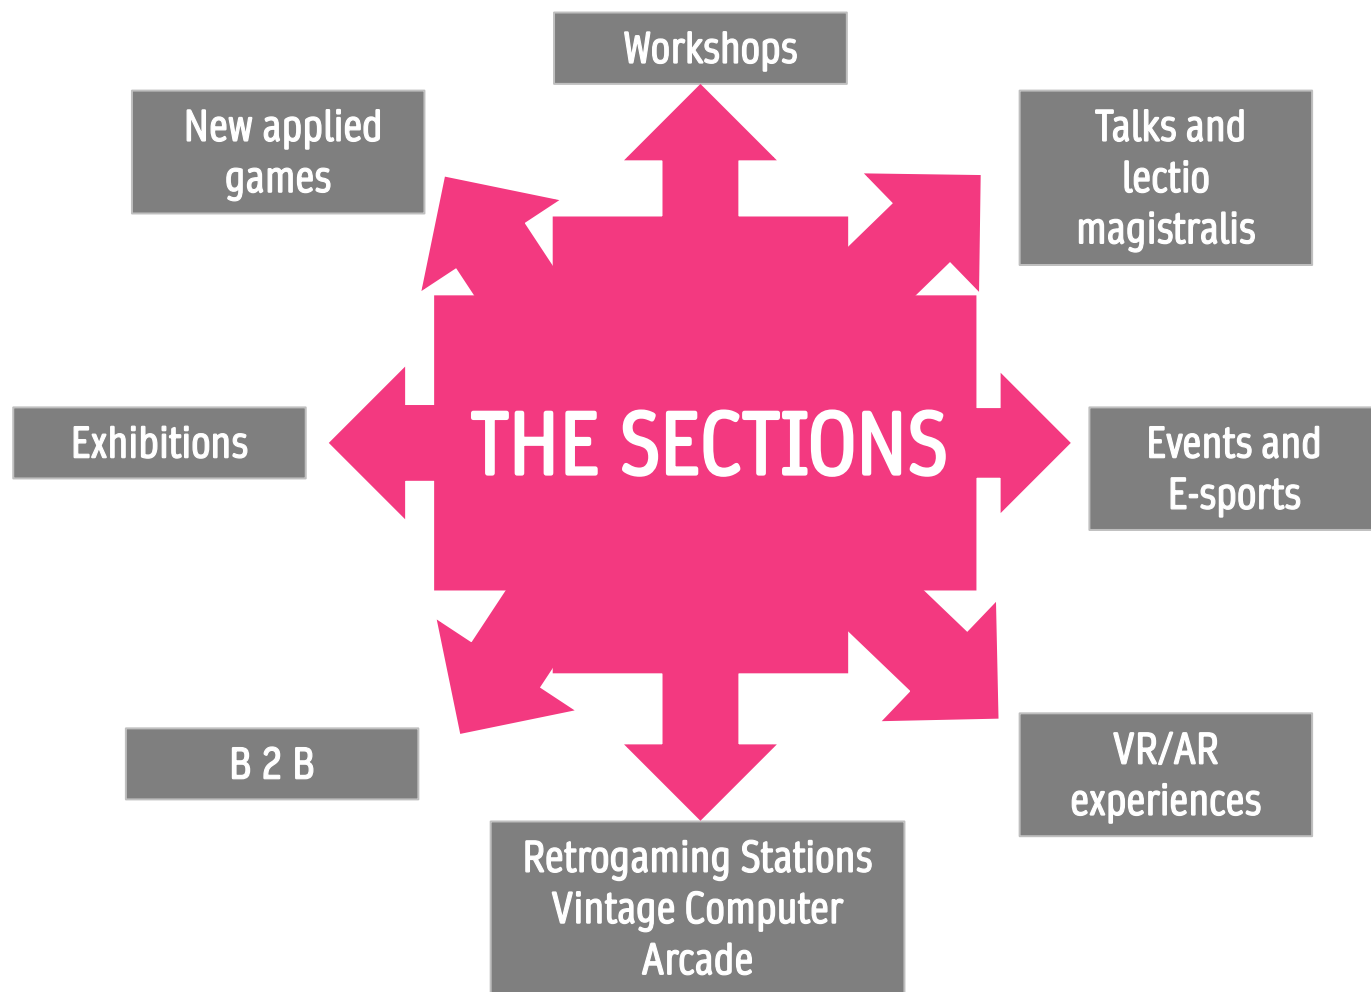 Workshops
New applied
games
Talks and
lectio
magistralis
THE SECTIONS
Exhibitions
Events and
E-sports
B 2 B
VR/AR
experiences
Retrogaming Stations
Vintage Computer
Arcade